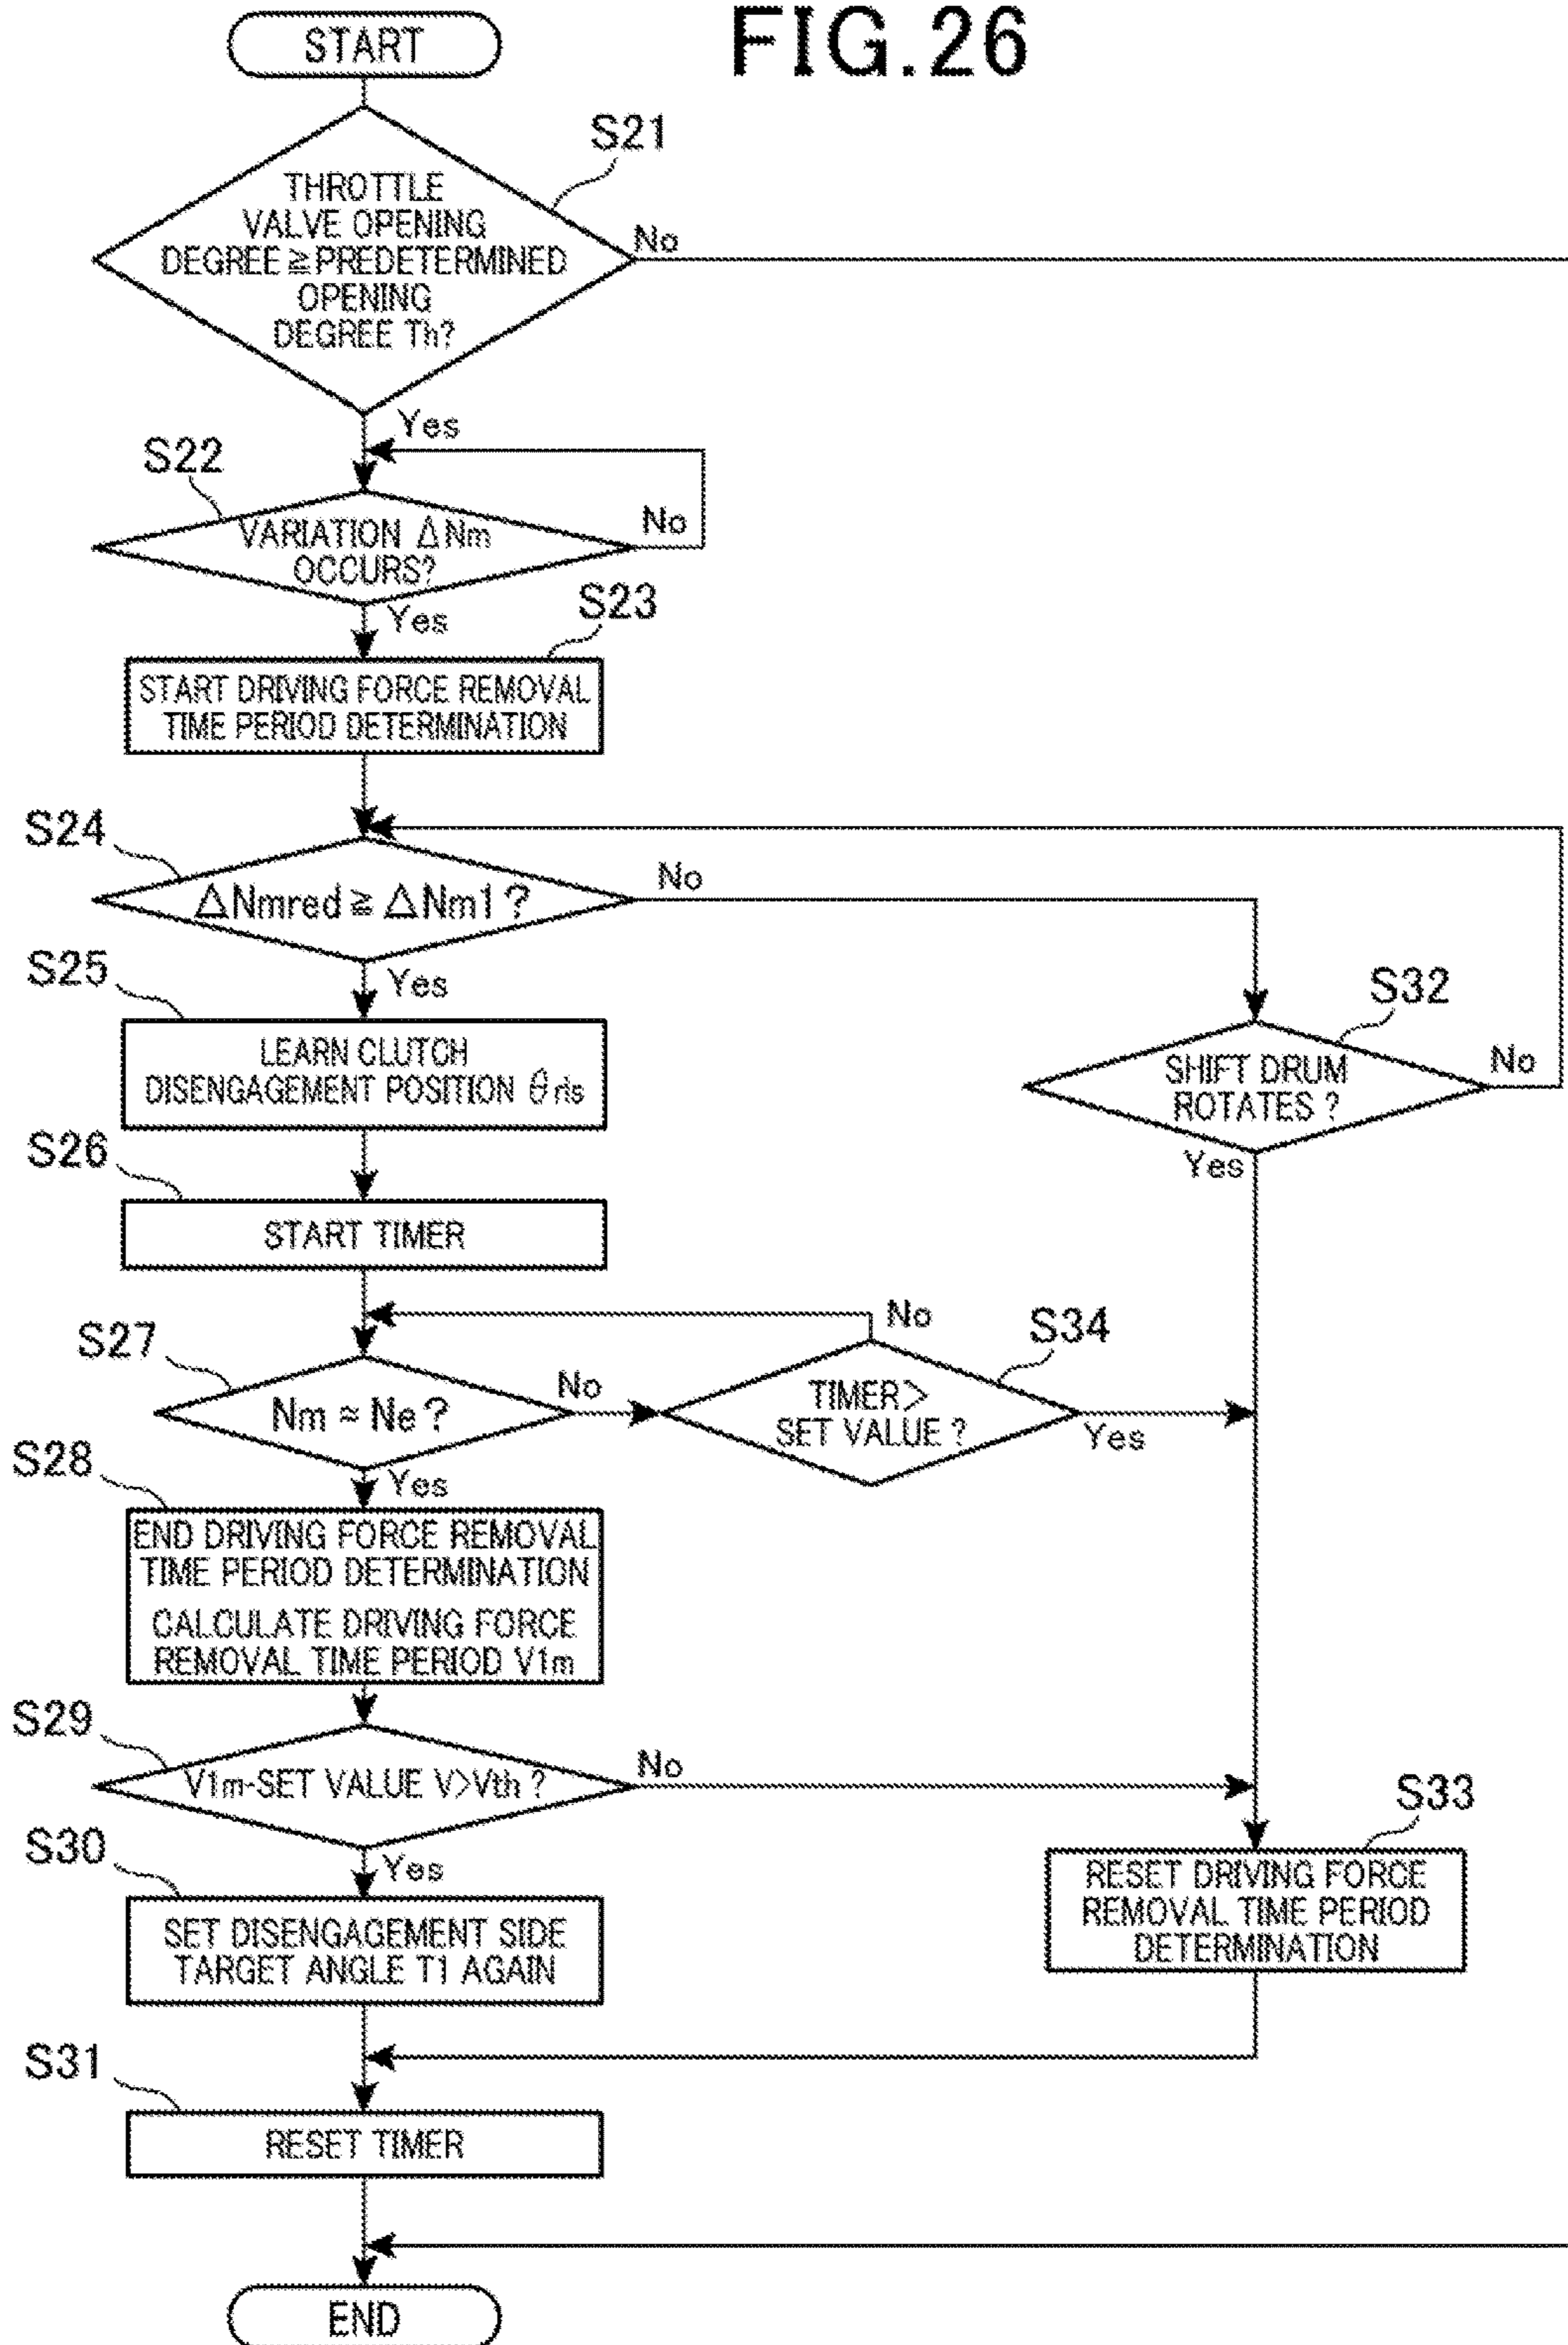 FIG.26
START
S21
THROTTLE
VALVE OPENING
DEGREE≧PREDETERMINED
OPENING
DEGREE Th?
No
Yes
S22
VARIATION ΔNm
OCCURS?
No
Yes
S23
START DRIVING FORCE REMOVAL
TIME PERIOD DETERMINATION
S24
ΔNmred ≧ ΔNm1 ?
No
Yes
S25
LEARN CLUTCH
DISENGAGEMENT POSITION θrls
S32
SHIFT DRUM
ROTATES ?
No
Yes
S26
START TIMER
S27
Nm ≈ Ne ?
No
Yes
S34
TIMER>
SET VALUE ?
No
Yes
S28
END DRIVING FORCE REMOVAL
TIME PERIOD DETERMINATION
CALCULATE DRIVING FORCE
REMOVAL TIME PERIOD V1m
S29
V1m-SET VALUE V>Vth ?
No
Yes
S30
SET DISENGAGEMENT SIDE
TARGET ANGLE T1 AGAIN
S33
RESET DRIVING FORCE
REMOVAL TIME PERIOD
DETERMINATION
S31
RESET TIMER
END